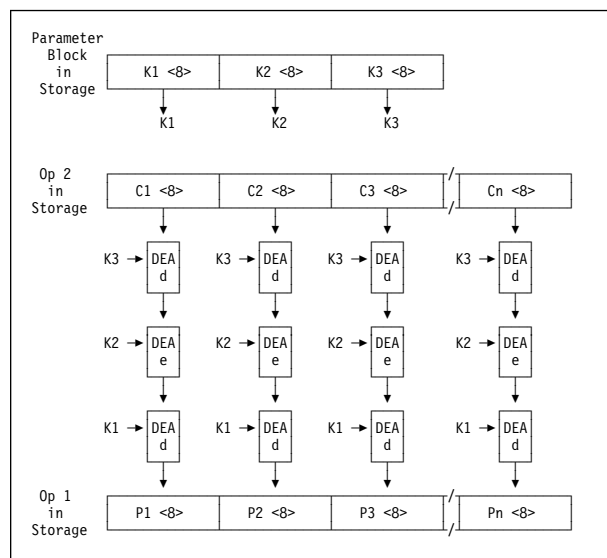 Parameter
Block
in
Storage
K1 <8> K2 <8> K3 <8>
K1 K2 K3
Op 2
in
Storage
C1 <8> C2 <8> C3 <8> / / Cn <8>
K3 DEA d K3 DEA d K3 DEA d K3 DEA d
K2 DEA e K2 DEA e K2 DEA e K2 DEA e
K1 DEA d K1 DEA d K1 DEA d K1 DEA d
Op 1
in
Storage
P1 <8> P2 <8> P3 <8> / / Pn <8>